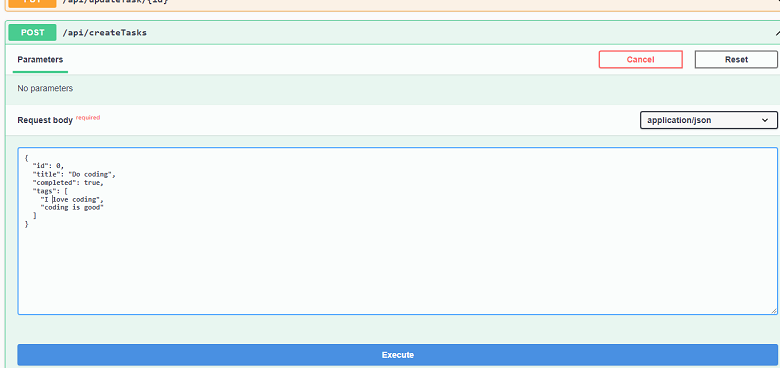 PUT /api/updateTask/{id}
POST /api/createTasks
Parameters
Cancel
Reset
No parameters
Request body required
application/json
{
"id": 0,
"title": "Do coding",
"completed": true,
"tags": [
"I love coding",
"coding is good"
]
}
Execute